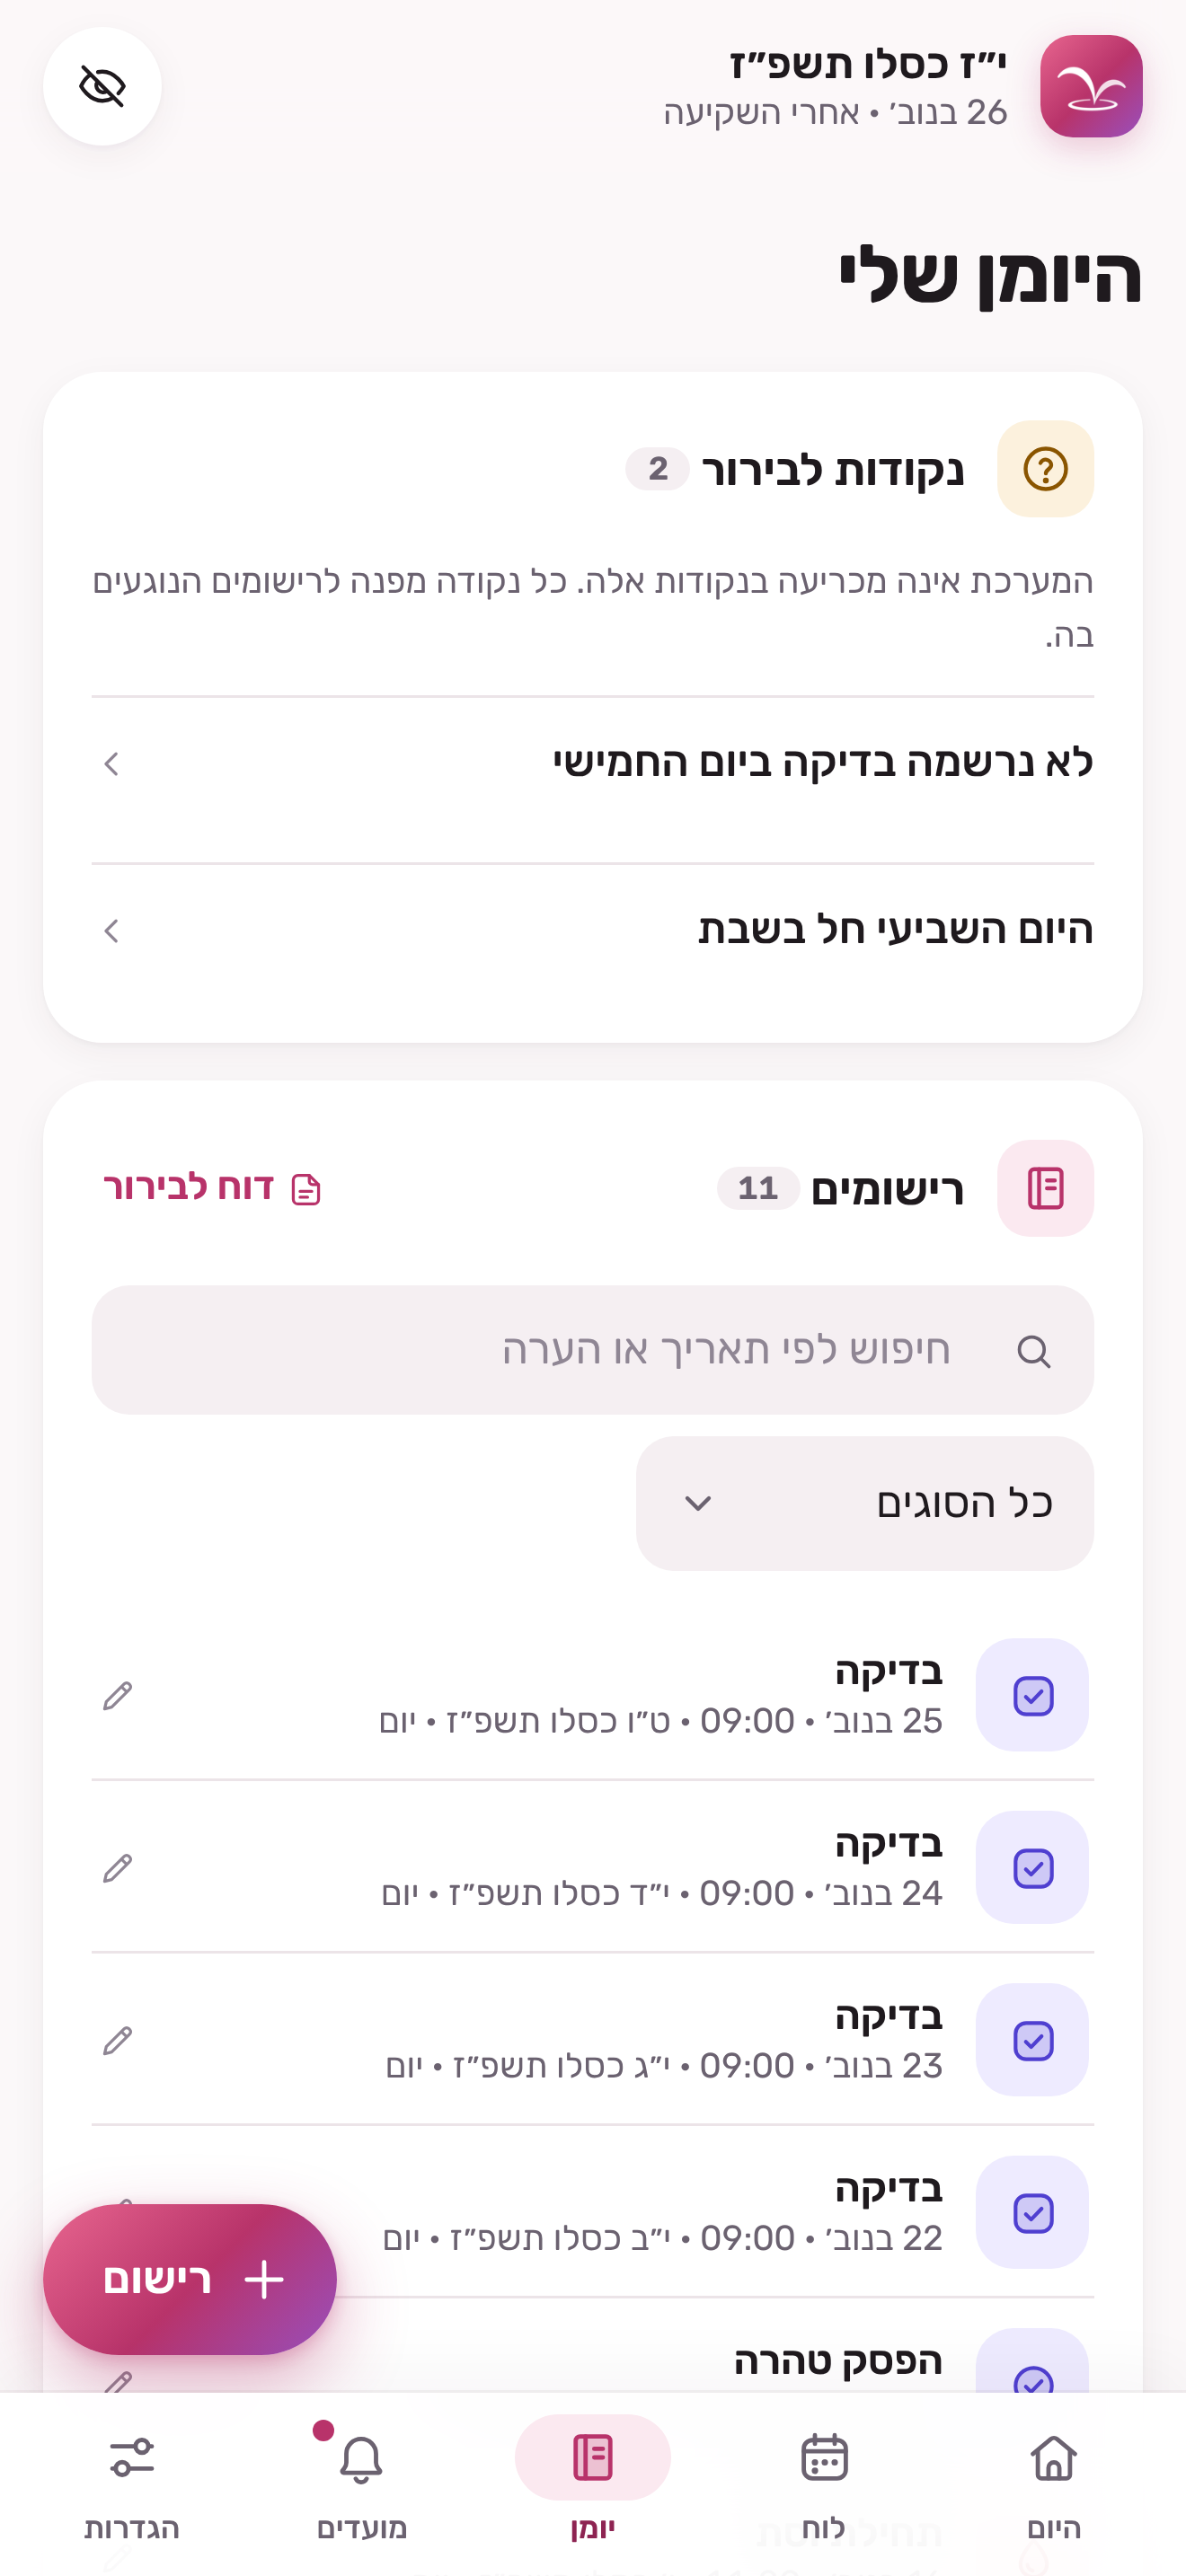 י״ז כסלו תשפ״ז
26 בנוב׳ • אחרי השקיעה
היומן שלי
נקודות לבירור 2
המערכת אינה מכריעה בנקודות אלה. כל נקודה מפנה לרישומים הנוגעים
בה.
לא נרשמה בדיקה ביום החמישי
היום השביעי חל בשבת
רישומים 11
דוח לבירור
חיפוש לפי תאריך או הערה
כל הסוגים
בדיקה
25 בנוב׳ • 09:00 • ט״ו כסלו תשפ״ז • יום
בדיקה
24 בנוב׳ • 09:00 • י״ד כסלו תשפ״ז • יום
בדיקה
23 בנוב׳ • 09:00 • י״ג כסלו תשפ״ז • יום
בדיקה
22 בנוב׳ • 09:00 • י״ב כסלו תשפ״ז • יום
רישום
הפסק טהרה
היום
לוח
יומן
מועדים
הגדרות